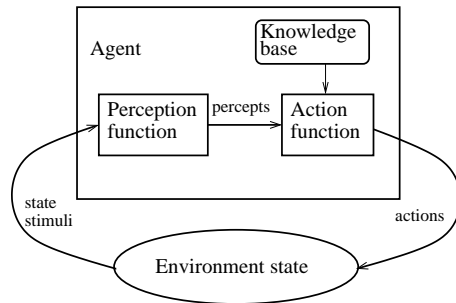 Agent
Knowledge
base
Perception
function
percepts
Action
function
state
stimuli
actions
Environment state